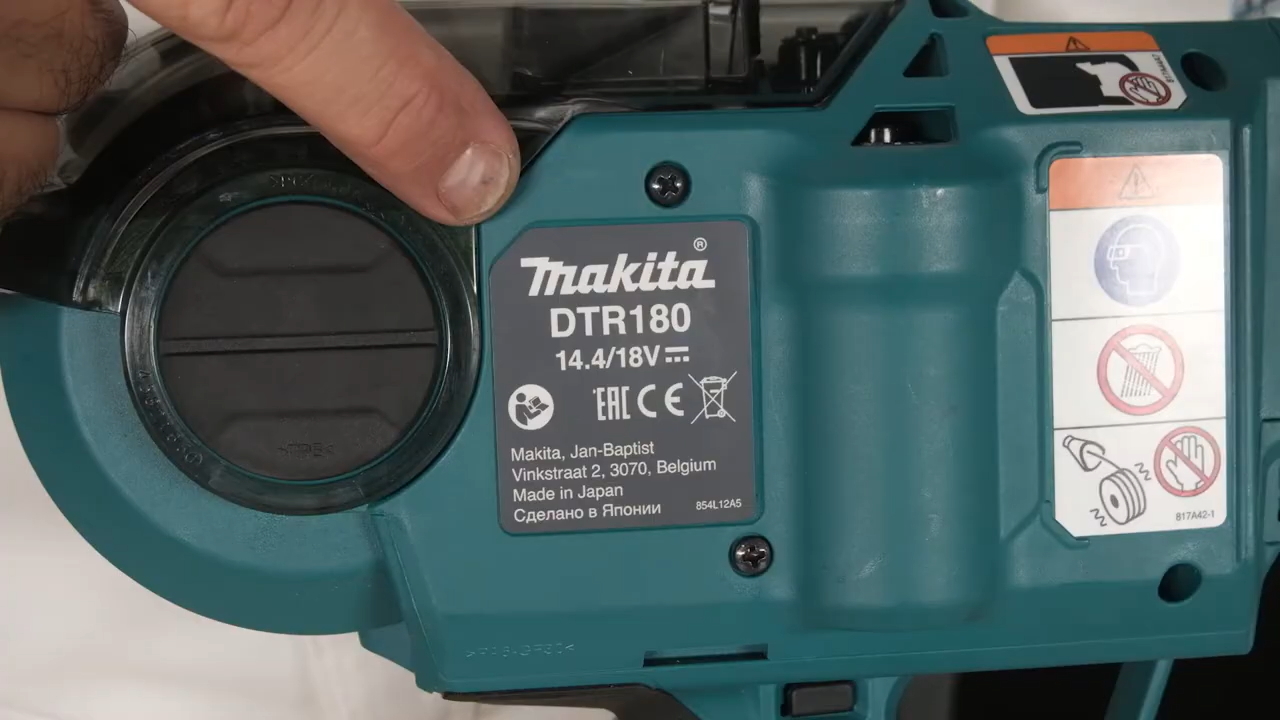 Makita®
DTR180
14.4/18V
EAC CE
Makita, Jan-Baptist
Vinkstraat 2, 3070, Belgium
Made in Japan
Сделано в Японии
854L12A5
817A42-1